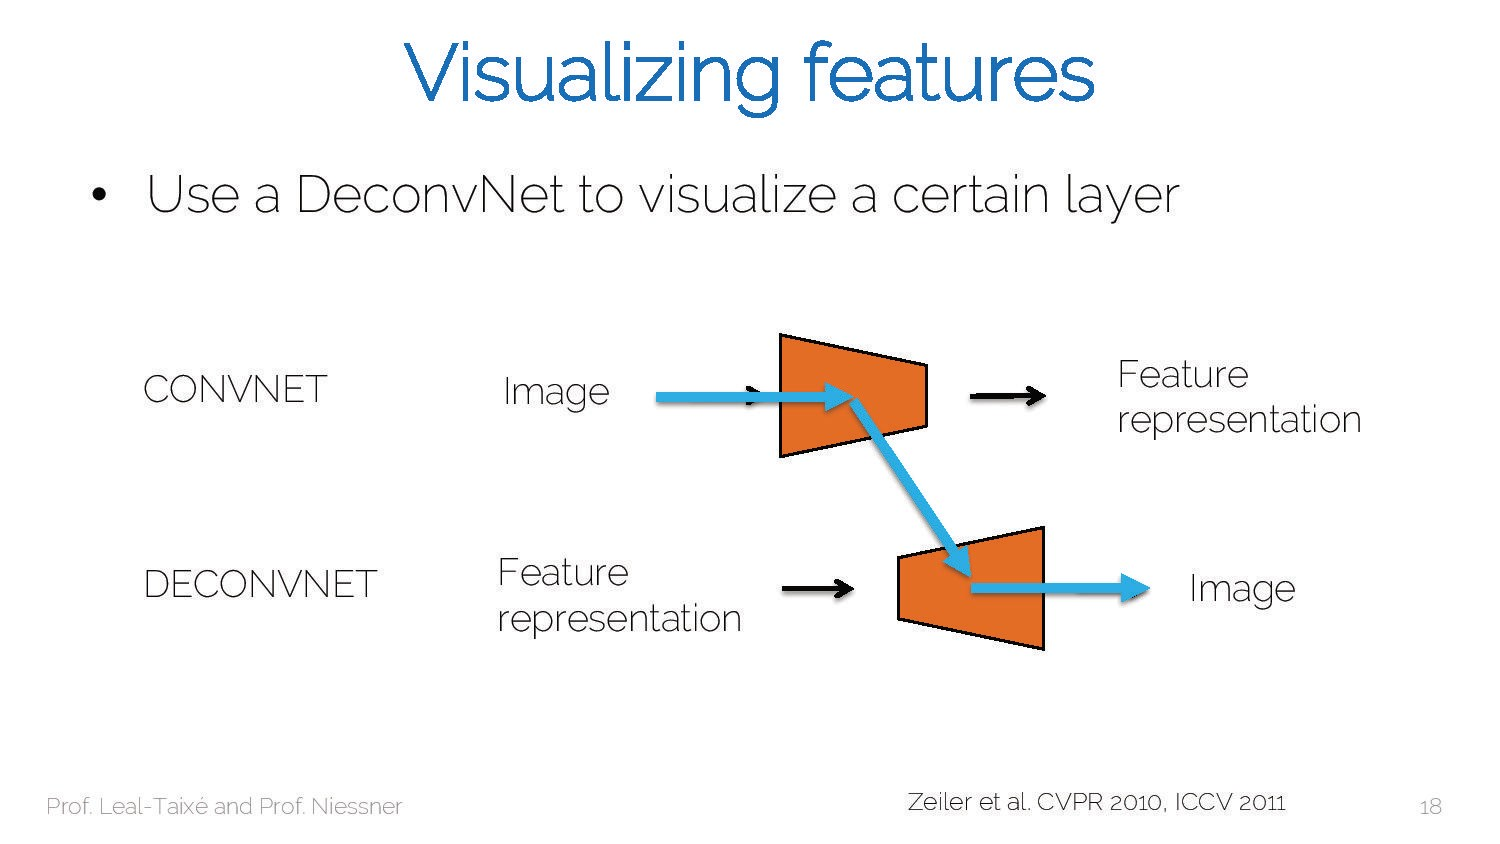 Visualizing features
• Use a DeconvNet to visualize a certain layer
CONVNET
Image
Feature
representation
DECONVNET
Feature
representation
Image
Prof. Leal-Taixé and Prof. Niessner
Zeiler et al. CVPR 2010, ICCV 2011
18